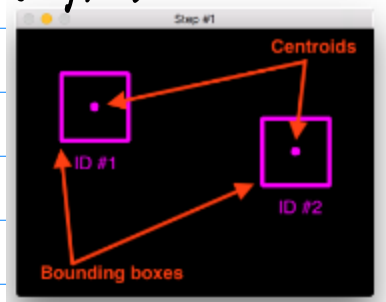 Step #1
Centroids
ID #1
ID #2
Bounding boxes